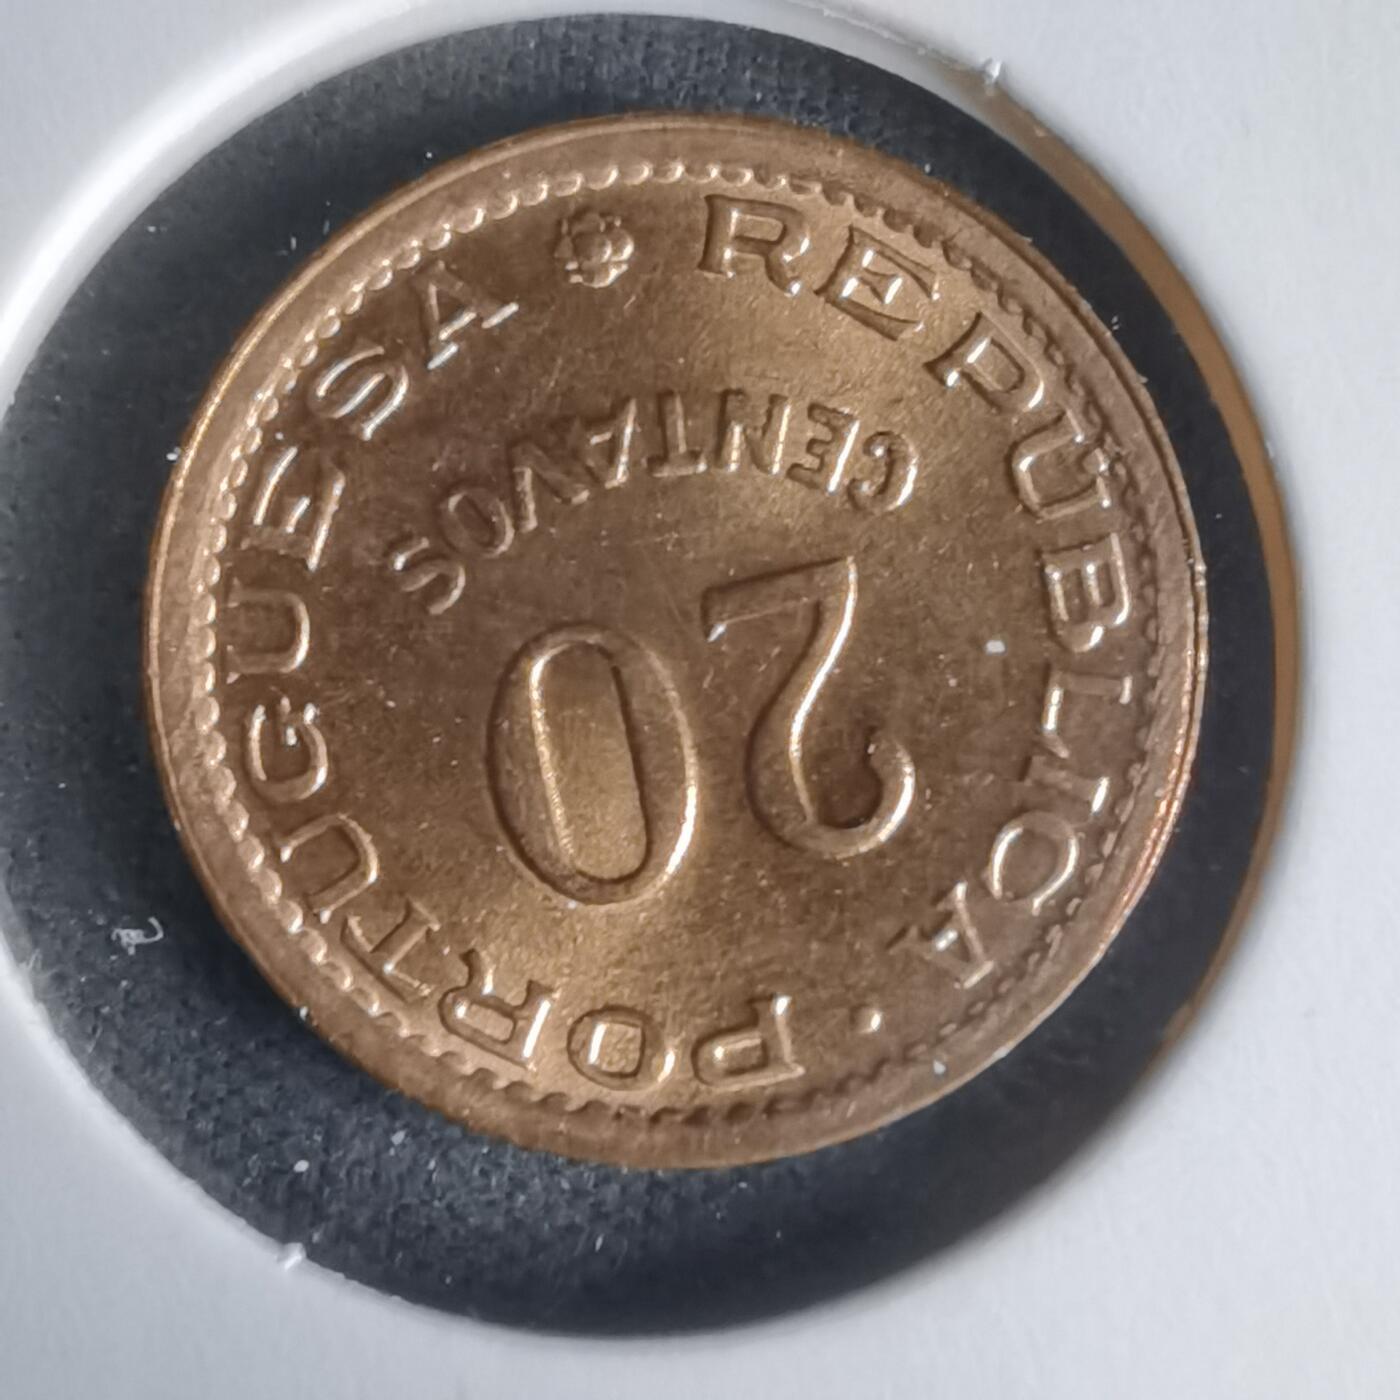 REPUBLICA · PORTUGUESA
20
CENTAVOS